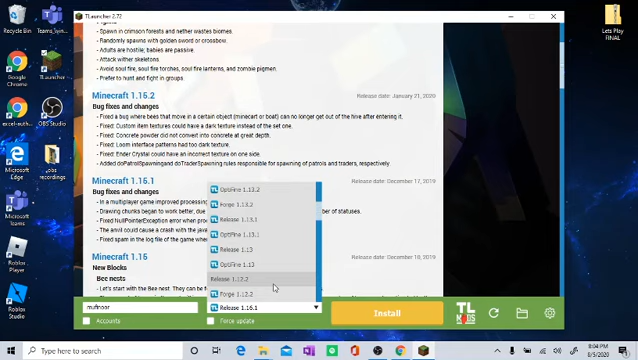 TLauncher 2.72
Recycle Bin
Teams_
Google Chrome
TLauncher
OBS Studio
Microsoft Edge
recordings
Microsoft Teams
Roblox Player
Roblox Studio
Lets Play FINAL
- Spawn in crimson forests and nether wastes biomes.
- Randomly spawns with golden sword or crossbow.
- Adults are hostile; babies are passive.
- Attack wither skeletons.
- Avoid soul fire, soul fire torches, soul fire lanterns, and zombie pigmen.
- Prefer to hunt and fight in groups.
Minecraft 1.15.2
Release date: January 21, 2020
Bug fixes and changes
- Fixed a bug where bees that move in a certain object (minecart or boat) can no longer get out of the hive after entering it.
- Fixed: Custom item textures could have a dark texture instead of the set one.
- Fixed: Concrete powder did not convert into concrete at great depth.
- Fixed: Loom interface patterns had too dark textures.
- Fixed: Ender Crystal could have an incorrect texture on one side.
- Added doPatrolSpawning and doTraderSpawning rules responsible for spawning of patrols and traders, respectively.
Minecraft 1.15.1
Release date: December 17, 2019
Bug fixes and changes
- In a multiplayer game improved processing
- Drawing chunks began to work better, due
of statuses.
- Fixed NullPointerException error when pr
- The anvil could cause a crash with the java
- Fixed spam in the log file of the game whe
Minecraft 1.15
Release date: December 10, 2019
New Blocks
Bee nests
- Let's start with the Bee nest. They can be f
OptiFine 1.13.2
Forge 1.13.2
Release 1.13.1
OptiFine 1.13.1
Release 1.13
OptiFine 1.13
Release 1.12.2
Forge 1.12.2
Release 1.16.1
Accounts
Force update
Install
TL
Type here to search
8:04 PM
8/5/2020